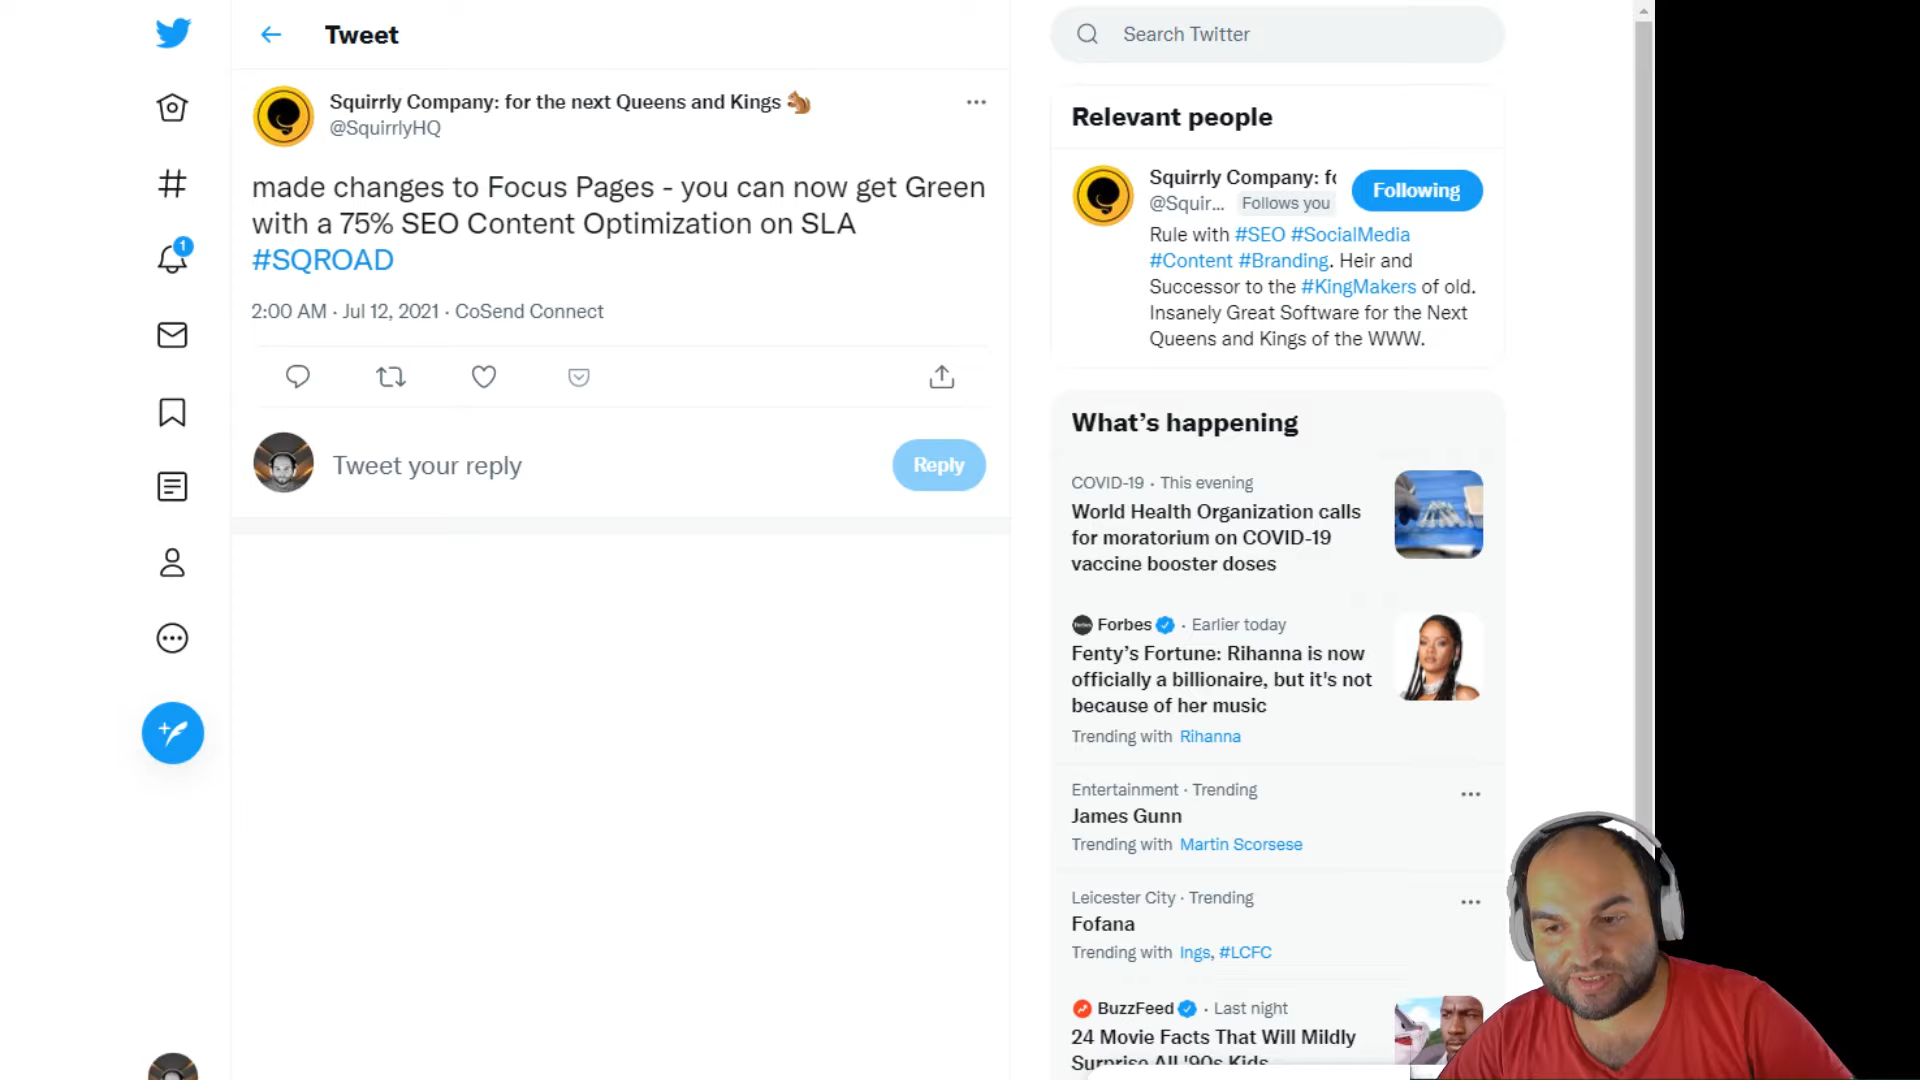 Tweet
Search Twitter
Squirrly Company: for the next Queens and Kings 🐿️
@SquirrlyHQ
made changes to Focus Pages - you can now get Green
with a 75% SEO Content Optimization on SLA
#SQROAD
2:00 AM · Jul 12, 2021 · CoSend Connect
Tweet your reply
Reply
1
Relevant people
Squirrly Company: fo
@Squir... Follows you
Following
Rule with #SEO #SocialMedia
#Content #Branding. Heir and
Successor to the #KingMakers of old.
Insanely Great Software for the Next
Queens and Kings of the WWW.
What's happening
COVID-19 · This evening
World Health Organization calls
for moratorium on COVID-19
vaccine booster doses
Forbes · Earlier today
Fenty's Fortune: Rihanna is now
officially a billionaire, but it's not
because of her music
Trending with Rihanna
Entertainment · Trending
James Gunn
Trending with Martin Scorsese
Leicester City · Trending
Fofana
Trending with Ings, #LCFC
BuzzFeed · Last night
24 Movie Facts That Will Mildly
Surprise All '90s Kids